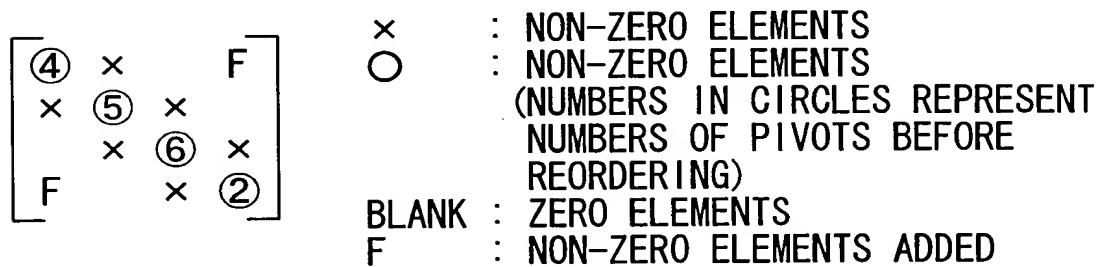 ④ × F
× ⑤ ×
× ⑥ ×
F × ②
× : NON-ZERO ELEMENTS
○ : NON-ZERO ELEMENTS
(NUMBERS IN CIRCLES REPRESENT
NUMBERS OF PIVOTS BEFORE
REORDERING)
BLANK : ZERO ELEMENTS
F : NON-ZERO ELEMENTS ADDED